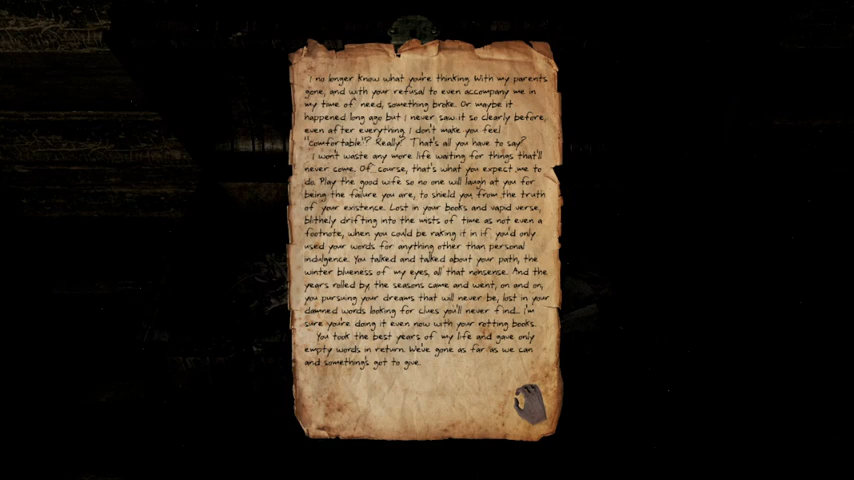 I no longer know what you're thinking. With my parents
gone, and with your refusal to even accompany me in
my time of need, something broke. Or maybe it
happened long ago but I never saw it so clearly before,
even after everything. I don't make you feel
"comfortable"? Really? That's all you have to say?
I won't waste any more life waiting for things that'll
never come. Of course, that's what you expect me to
do. Play the good wife so no one will laugh at you for
being the failure you are, to shield you from the truth
of your existence. Lost in your books and vapid verse,
blithely drifting into the mists of time as not even a
footnote, when you could be raking it in if you'd only
used your words for anything other than personal
indulgence. You talked and talked about your path, the
winter blueness of my eyes, all that nonsense. And the
years rolled by, the seasons came and went, on and on,
you pursuing your dreams that will never be, lost in your
damned words looking for clues you'll never find... I'm
sure you're doing it even now with your rotting books.
You took the best years of my life and gave only
empty words in return. We've gone as far as we can
and something's got to give.